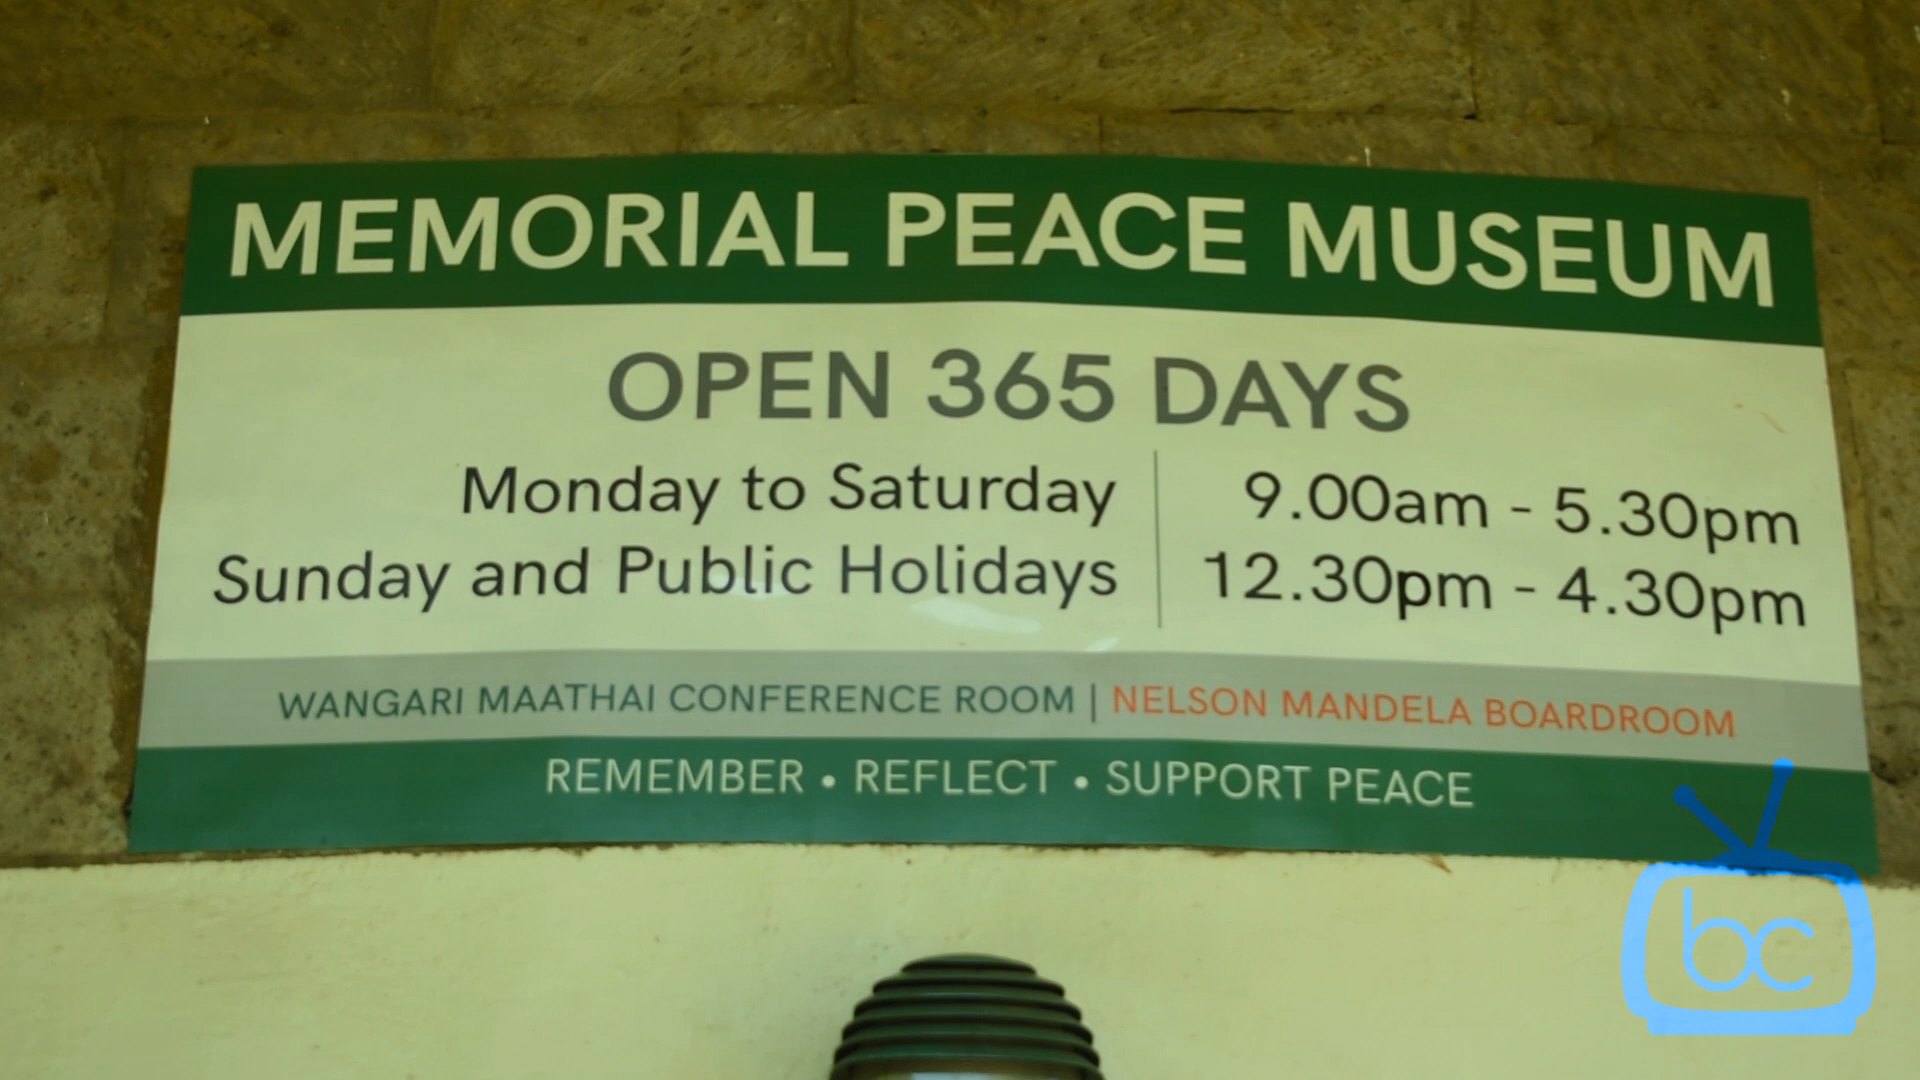 MEMORIAL PEACE MUSEUM
OPEN 365 DAYS
Monday to Saturday | 9.00am - 5.30pm
Sunday and Public Holidays | 12.30pm - 4.30pm
WANGARI MAATHAI CONFERENCE ROOM | NELSON MANDELA BOARDROOM
REMEMBER • REFLECT • SUPPORT PEACE
bc